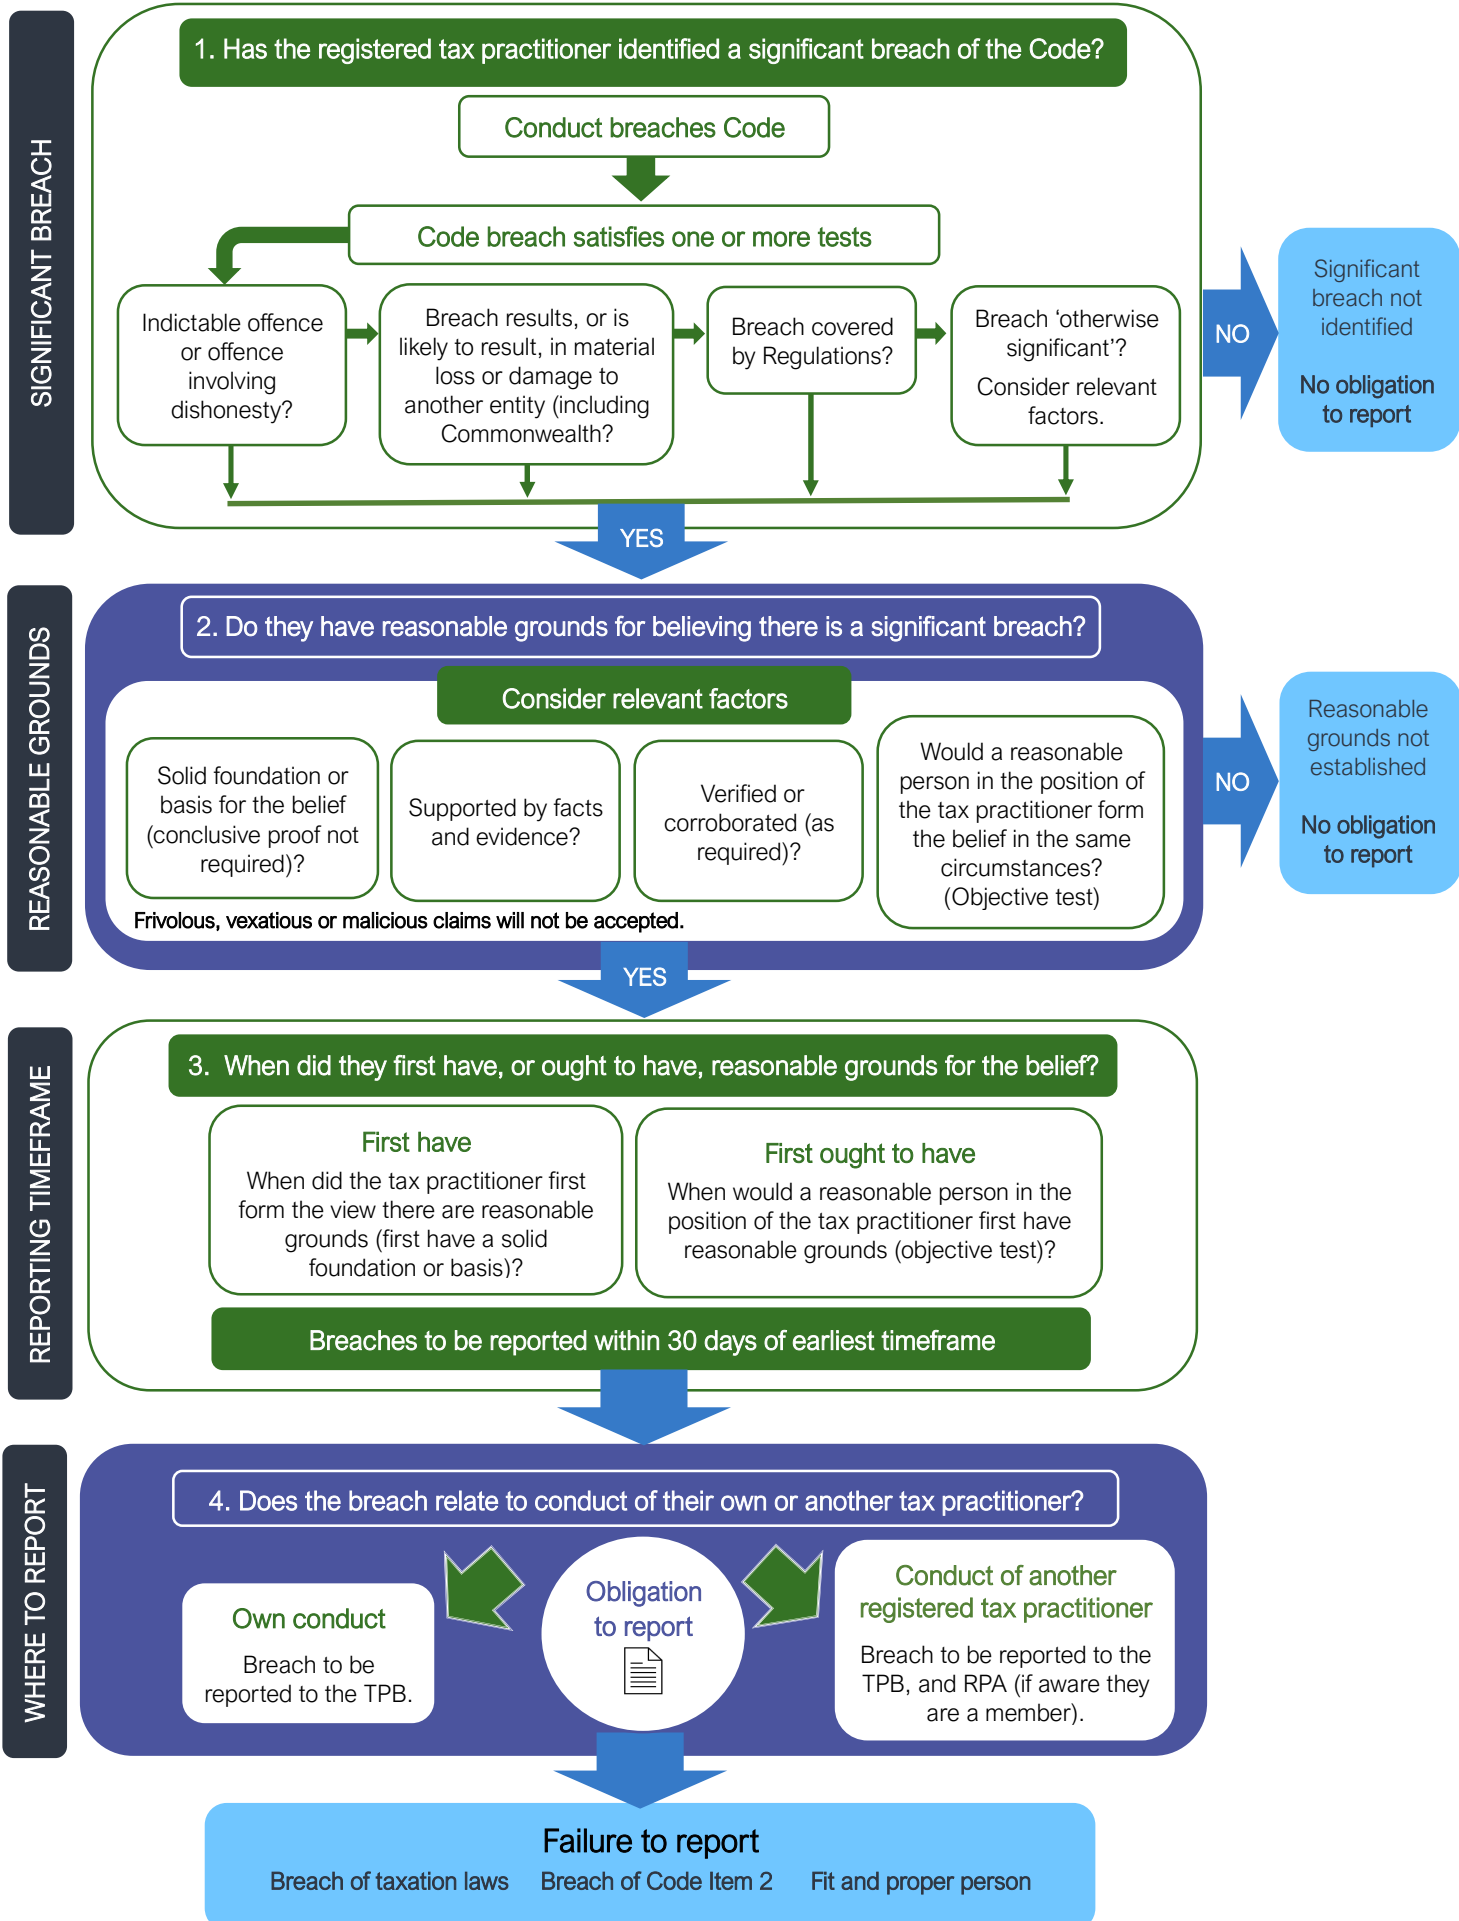 SIGNIFICANT BREACH
1. Has the registered tax practitioner identified a significant breach of the Code?
Conduct breaches Code
Code breach satisfies one or more tests
Indictable offence
or offence
involving
dishonesty?
Breach results, or is
likely to result, in material
loss or damage to
another entity (including
Commonwealth?
Breach covered
by Regulations?
Breach ‘otherwise
significant’?
Consider relevant
factors.
NO
Significant
breach not
identified
No obligation
to report
YES
REASONABLE GROUNDS
2. Do they have reasonable grounds for believing there is a significant breach?
Consider relevant factors
Solid foundation or
basis for the belief
(conclusive proof not
required)?
Supported by facts
and evidence?
Verified or
corroborated (as
required)?
Would a reasonable
person in the position of
the tax practitioner form
the belief in the same
circumstances?
(Objective test)
Frivolous, vexatious or malicious claims will not be accepted.
NO
Reasonable
grounds not
established
No obligation
to report
YES
REPORTING TIMEFRAME
3. When did they first have, or ought to have, reasonable grounds for the belief?
First have
When did the tax practitioner first
form the view there are reasonable
grounds (first have a solid
foundation or basis)?
First ought to have
When would a reasonable person in the
position of the tax practitioner first have
reasonable grounds (objective test)?
Breaches to be reported within 30 days of earliest timeframe
WHERE TO REPORT
4. Does the breach relate to conduct of their own or another tax practitioner?
Own conduct
Breach to be
reported to the TPB.
Obligation
to report
Conduct of another
registered tax practitioner
Breach to be reported to the
TPB, and RPA (if aware they
are a member).
Failure to report
Breach of taxation laws Breach of Code Item 2 Fit and proper person